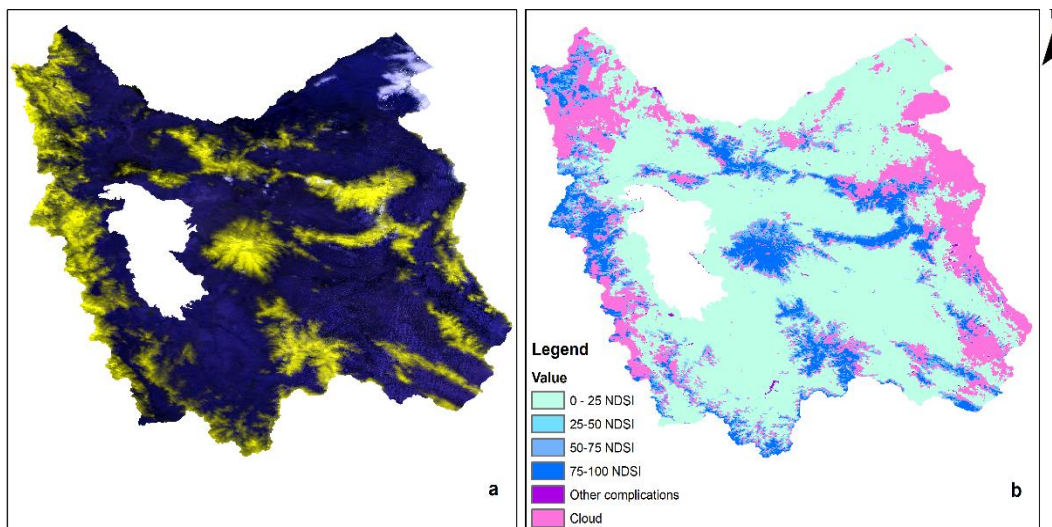 a
Legend
Value
0 - 25 NDSI
25-50 NDSI
50-75 NDSI
75-100 NDSI
Other complications
Cloud
b